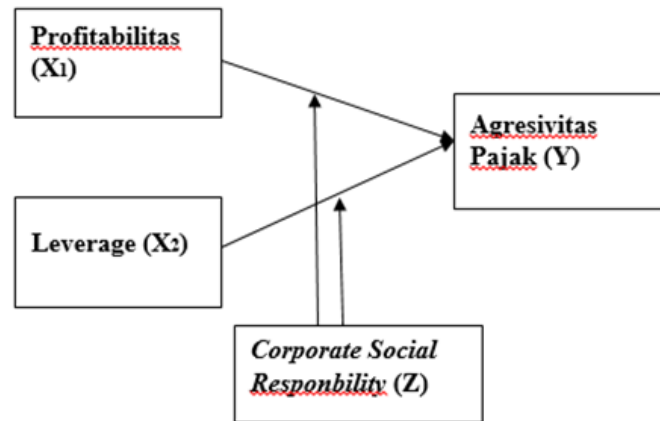 Profitabilitas
(X1)
Agresivitas
Pajak (Y)
Leverage (X2)
Corporate Social
Responbility (Z)